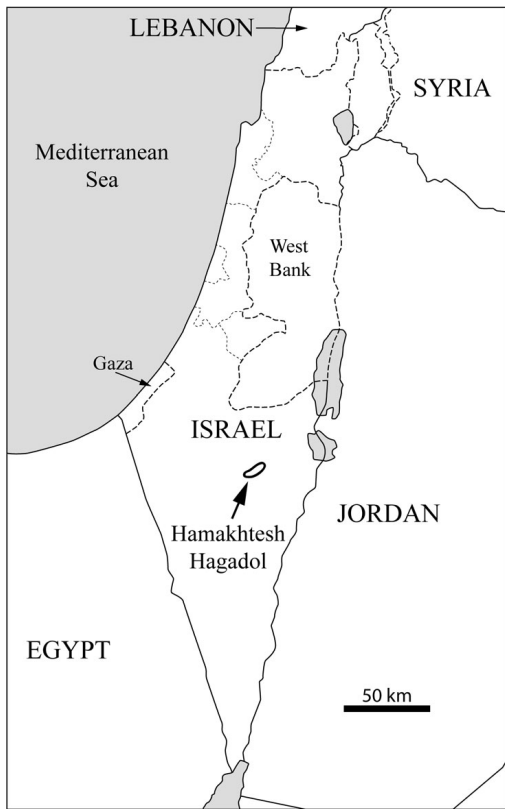 LEBANON
SYRIA
Mediterranean
Sea
West
Bank
Gaza
ISRAEL
Hamakhtesh
Hagadol
JORDAN
EGYPT
50 km